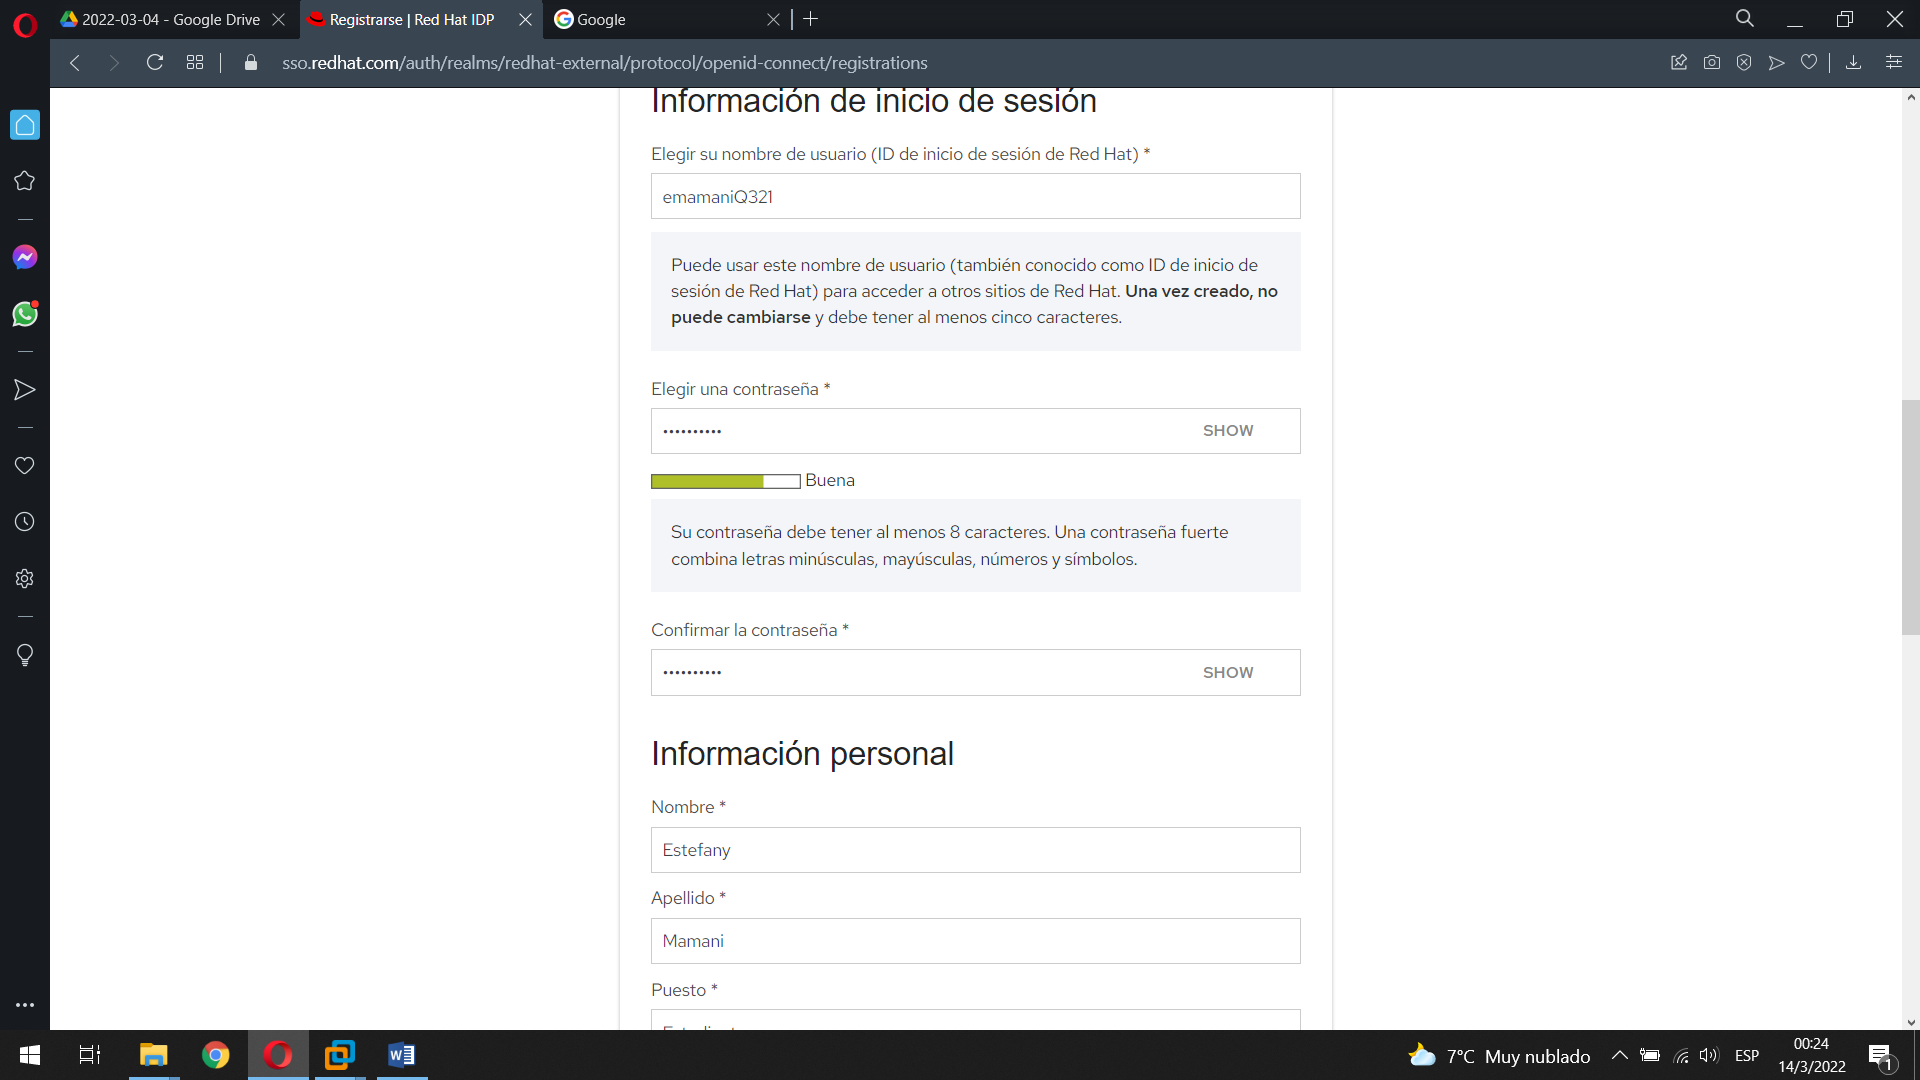 2022-03-04 - Google Drive
Registrarse | Red Hat IDP
Google
sso.redhat.com/auth/realms/redhat-external/protocol/openid-connect/registrations
Información de inicio de sesión
Elegir su nombre de usuario (ID de inicio de sesión de Red Hat) *
emamaniQ321
Puede usar este nombre de usuario (también conocido como ID de inicio de
sesión de Red Hat) para acceder a otros sitios de Red Hat. Una vez creado, no
puede cambiarse y debe tener al menos cinco caracteres.
Elegir una contraseña *
•••••••••• SHOW
Buena
Su contraseña debe tener al menos 8 caracteres. Una contraseña fuerte
combina letras minúsculas, mayúsculas, números y símbolos.
Confirmar la contraseña *
•••••••••• SHOW
Información personal
Nombre *
Estefany
Apellido *
Mamani
Puesto *
7°C Muy nublado
ESP
00:24
14/3/2022
1